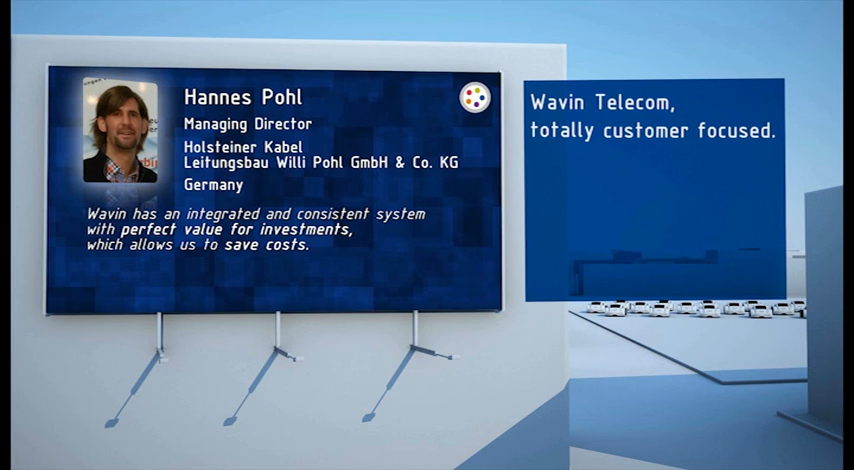 Hannes Pohl
Managing Director
Holsteiner Kabel
Leitungsbau Willi Pohl GmbH & Co. KG
Germany
Wavin has an integrated and consistent system
with perfect value for investments,
which allows us to save costs.
Wavin Telecom,
totally customer focused.